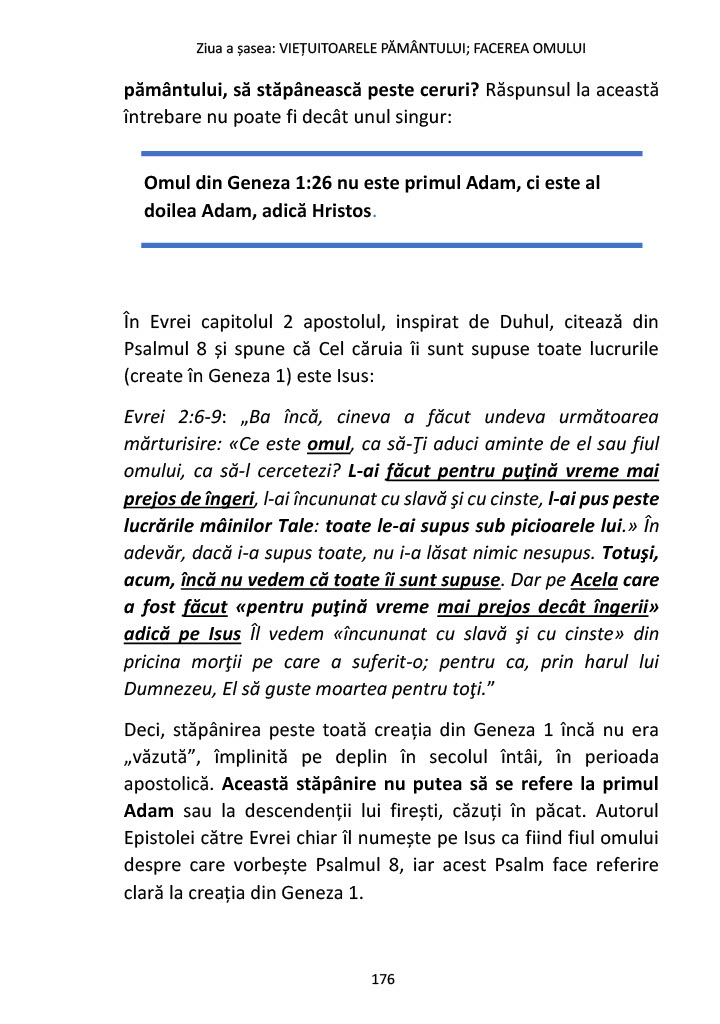 Ziua a șasea: VIEȚUITOARELE PĂMÂNTULUI; FACEREA OMULUI
pământului, să stăpânească peste ceruri? Răspunsul la această
întrebare nu poate fi decât unul singur:
Omul din Geneza 1:26 nu este primul Adam, ci este al
doilea Adam, adică Hristos.
În Evrei capitolul 2 apostolul, inspirat de Duhul, citează din
Psalmul 8 și spune că Cel căruia îi sunt supuse toate lucrurile
(create în Geneza 1) este Isus:
Evrei 2:6-9: „Ba încă, cineva a făcut undeva următoarea
mărturisire: «Ce este omul, ca să-Ţi aduci aminte de el sau fiul
omului, ca să-l cercetezi? L-ai făcut pentru puţină vreme mai
prejos de îngeri, l-ai încununat cu slavă şi cu cinste, l-ai pus peste
lucrările mâinilor Tale: toate le-ai supus sub picioarele lui.» În
adevăr, dacă i-a supus toate, nu i-a lăsat nimic nesupus. Totuşi,
acum, încă nu vedem că toate îi sunt supuse. Dar pe Acela care
a fost făcut «pentru puţină vreme mai prejos decât îngerii»
adică pe Isus Îl vedem «încununat cu slavă şi cu cinste» din
pricina morţii pe care a suferit-o; pentru ca, prin harul lui
Dumnezeu, El să guste moartea pentru toţi.”
Deci, stăpânirea peste toată creația din Geneza 1 încă nu era
„văzută”, împlinită pe deplin în secolul întâi, în perioada
apostolică. Această stăpânire nu putea să se refere la primul
Adam sau la descendenții lui firești, căzuți în păcat. Autorul
Epistolei către Evrei chiar îl numește pe Isus ca fiind fiul omului
despre care vorbește Psalmul 8, iar acest Psalm face referire
clară la creația din Geneza 1.
176